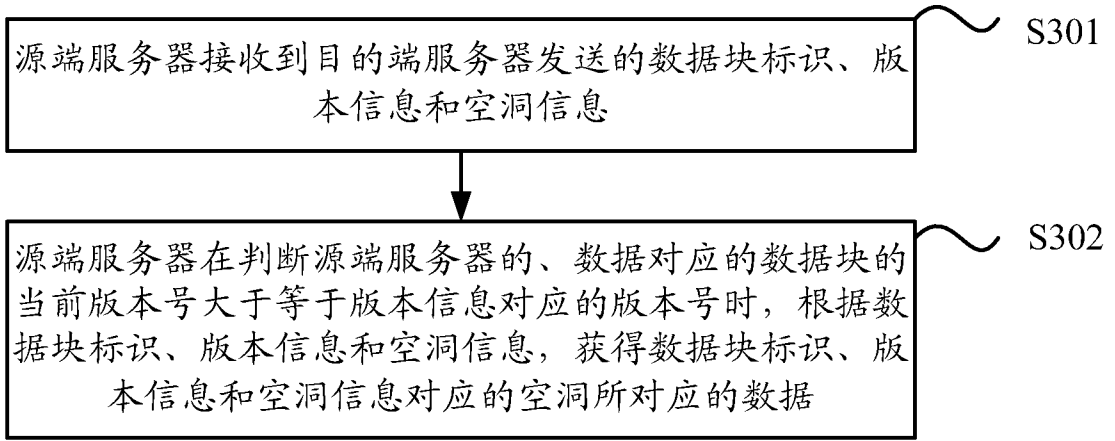 源端服务器接收到目的端服务器发送的数据块标识、版
本信息和空洞信息
S301
源端服务器在判断源端服务器的、数据对应的数据块的
当前版本号大于等于版本信息对应的版本号时，根据数
据块标识、版本信息和空洞信息，获得数据块标识、版
本信息和空洞信息对应的空洞所对应的数据
S302